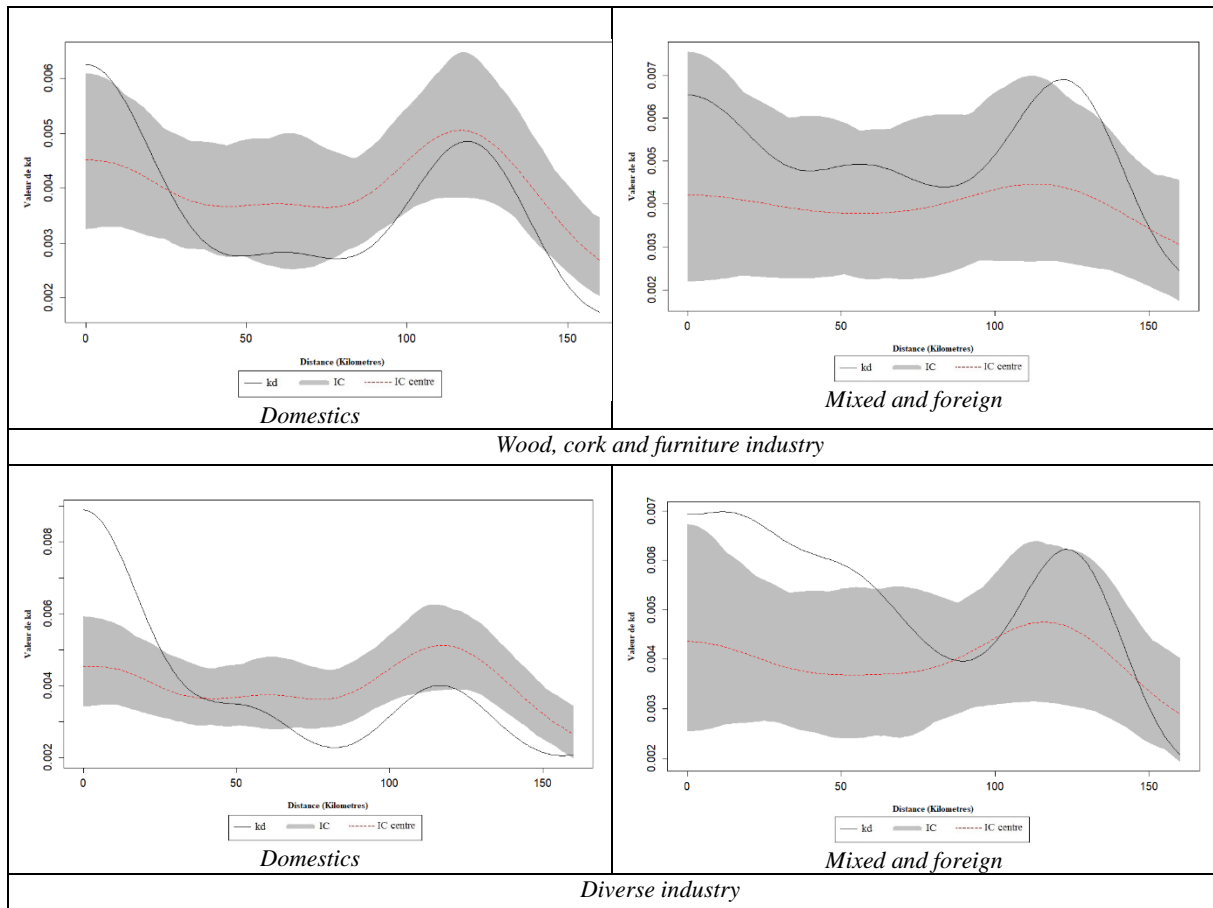 0.006
0.005
0.004
0.003
0.002
Valeur de kd
0 50 100 150
Distance (Kilometres)
kd IC IC centre
Domestics
0.007
0.006
0.005
0.004
0.003
0.002
Valeur de kd
0 50 100 150
Distance (Kilometres)
kd IC IC centre
Mixed and foreign
Wood, cork and furniture industry
0.008
0.006
0.004
0.002
Valeur de kd
0 50 100 150
Distance (Kilometres)
kd IC IC centre
Domestics
0.007
0.006
0.005
0.004
0.003
0.002
Valeur de kd
0 50 100 150
Distance (Kilometres)
kd IC IC centre
Mixed and foreign
Diverse industry